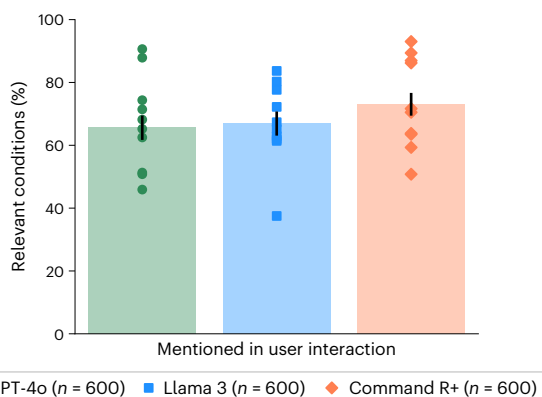 100
80
60
40
20
0
Relevant conditions (%)
Mentioned in user interaction
PT-4o (n = 600) Llama 3 (n = 600) Command R+ (n = 600)